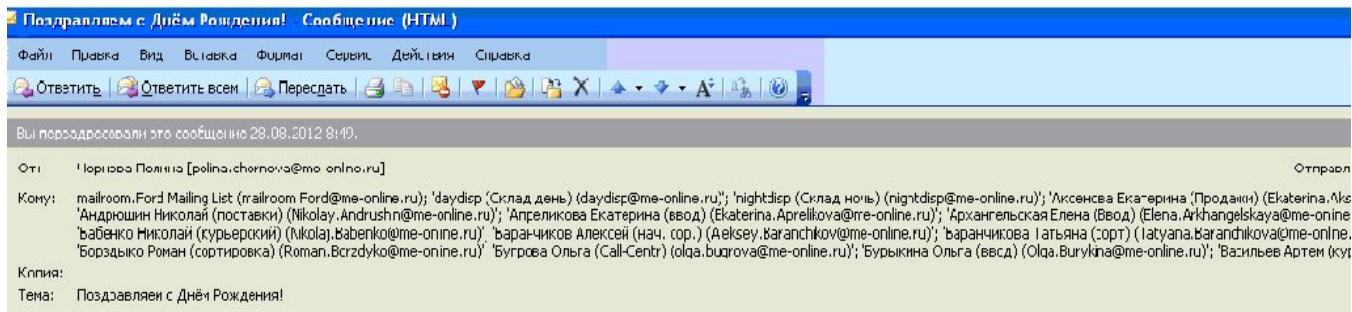 Поздравляем с Днём Рождения! - Сообщение (HTML)
Файл Правка Вид Вставка Формат Сервис Действия Справка
Ответить Ответить всем Переслать
Вы переадресовали это сообщение 28.08.2012 8:49.
От: Чернова Полина [polina.chernova@me-online.ru] Отправл
Кому: mailroom.Ford Mailing List (mailroom Ford@me-online.ru); 'daydisp (Склад день) (daydisp@me-online.ru)'; 'nightdisp (Склад ночь) (nightdisp@me-online.ru)'; 'Аксенова Екатерина (Продажи) (Ekaterina.Aks
'Андрюшин Николай (поставки) (Nikolay.Andrushin@me-online.ru)'; 'Апреликова Екатерина (ввод) (Ekaterina.Aprelikova@me-online.ru)'; 'Архангельская Елена (Ввод) (Elena.Arkhangelskaya@me-online
'Бабенко Николай (курьерский) (Nikolaj.Babenko@me-online.ru)' 'Баранчиков Алексей (нач. сор.) (Aleksey.Baranchikov@me-online.ru)'; 'Баранчикова Татьяна (сорт) (Tatyana.Baranchikova@me-online.
'Борздыко Роман (сортировка) (Roman.Borzdyko@me-online.ru)' 'Бугрова Ольга (Call-Centr) (olga.bugrova@me-online.ru)'; 'Бурыкина Ольга (ввод) (Olga.Burykina@me-online.ru)'; 'Васильев Артем (кур
Копия:
Тема: Поздравляем с Днём Рождения!